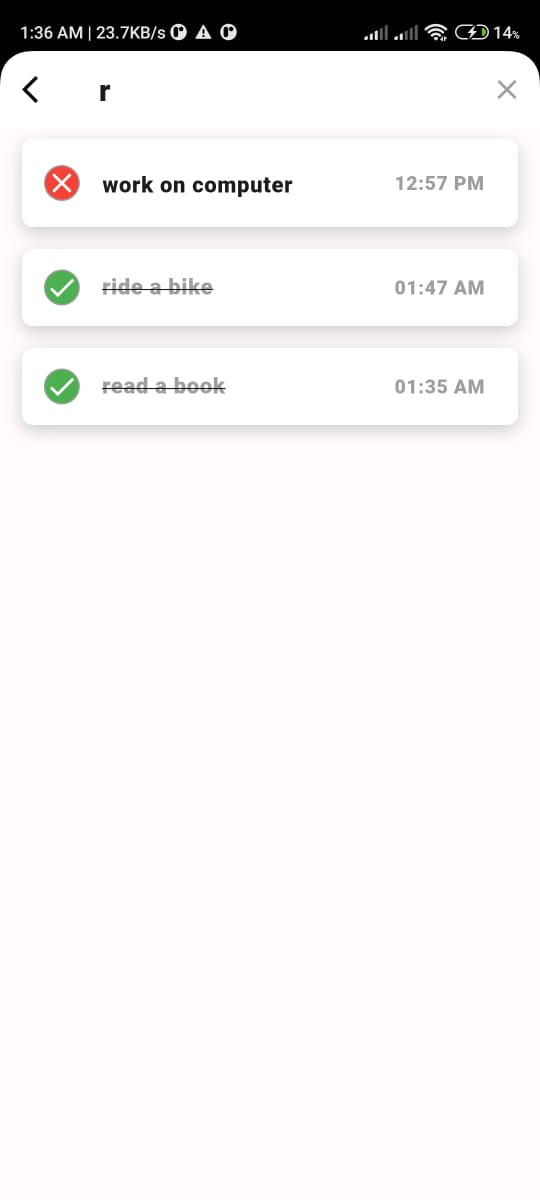 1:36 AM | 23.7KB/s 14%
r
work on computer 12:57 PM
ride a bike 01:47 AM
read a book 01:35 AM